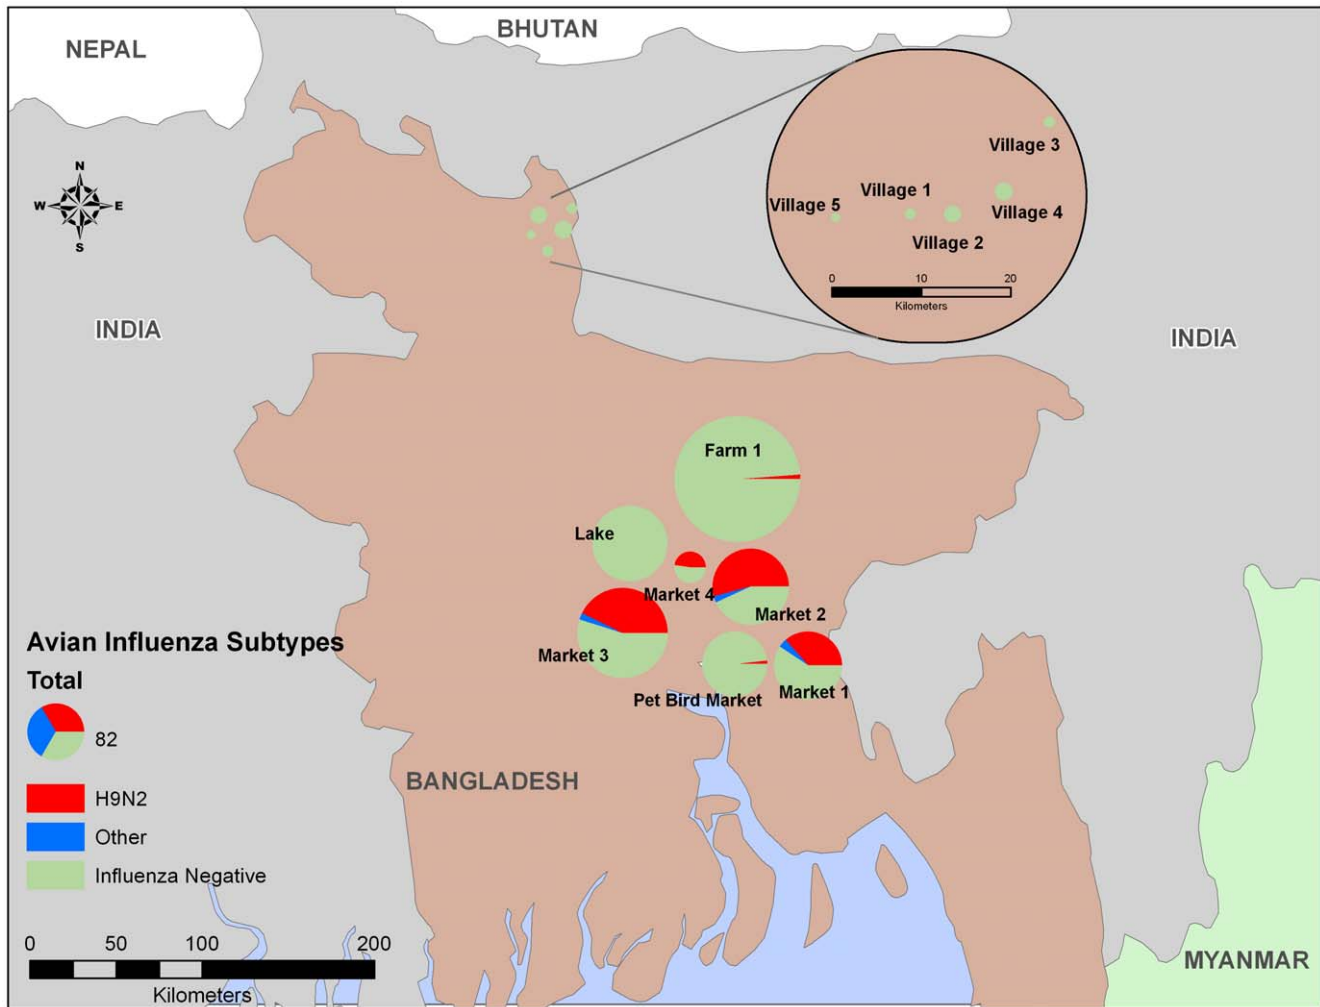 BHUTAN
NEPAL
N
W
E
S
Village 3
Village 1
Village 5
Village 4
Village 2
0
10
20
Kilometers
INDIA
INDIA
Farm 1
Lake
Market 4
Market 2
Market 3
Pet Bird Market
Market 1
Avian Influenza Subtypes
Total
82
H9N2
Other
Influenza Negative
BANGLADESH
0
50
100
200
Kilometers
MYANMAR